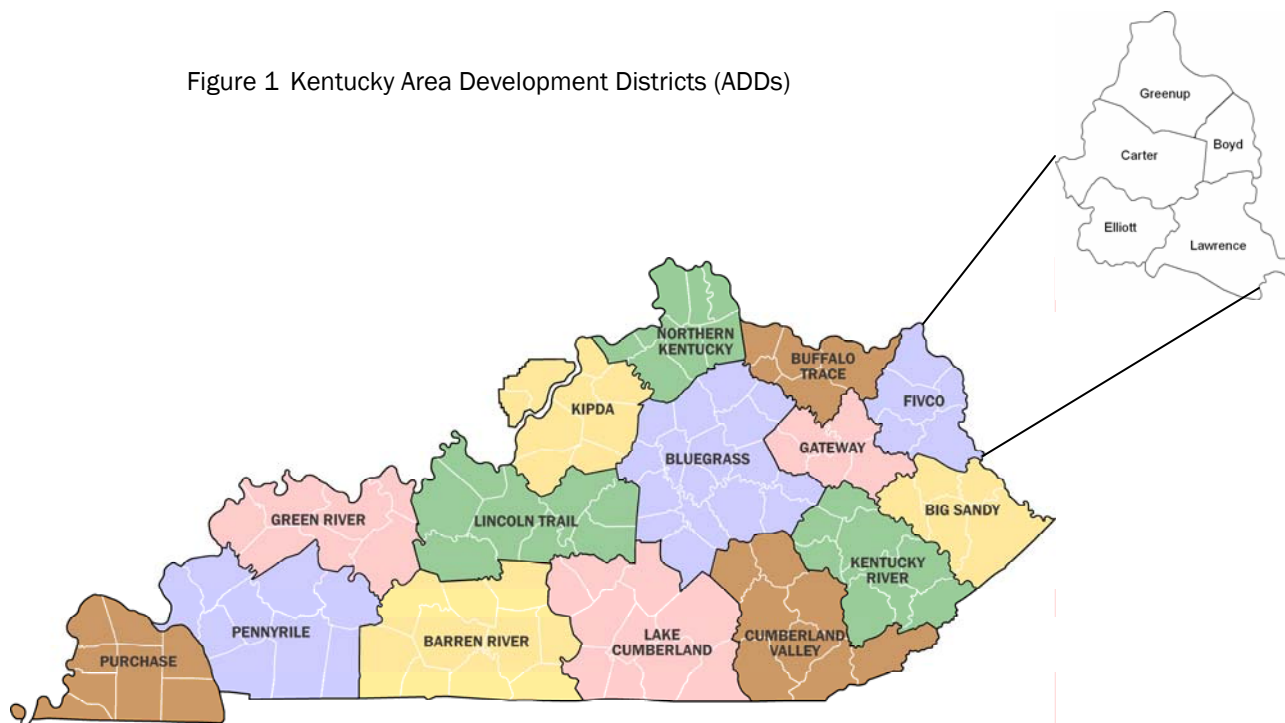 Figure 1 Kentucky Area Development Districts (ADDs)
Greenup
Carter
Boyd
Elliott
Lawrence
NORTHERN
KENTUCKY
BUFFALO
TRACE
FIVCO
KIPDA
GATEWAY
BLUEGRASS
BIG SANDY
GREEN RIVER
LINCOLN TRAIL
KENTUCKY
RIVER
PENNYRILE
BARREN RIVER
LAKE
CUMBERLAND
CUMBERLAND
VALLEY
PURCHASE